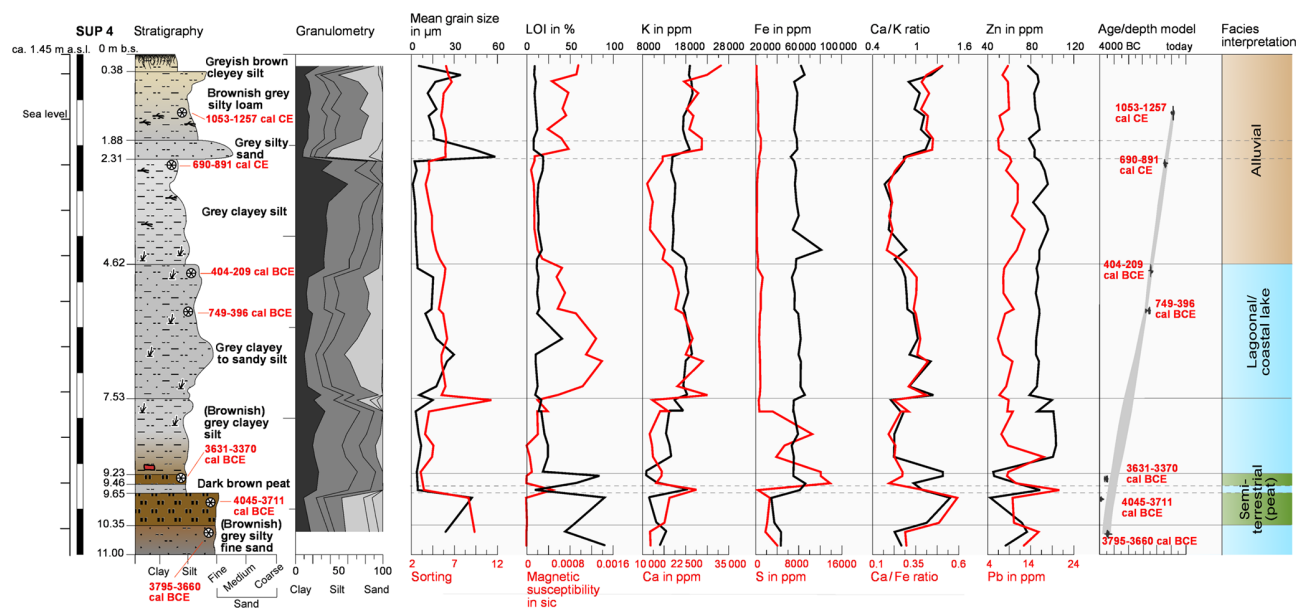 SUP 4
Stratigraphy
Granulometry
Mean grain size
in µm
LOI in %
K in ppm
Fe in ppm
Ca/K ratio
Zn in ppm
Age/depth model
Facies
interpretation
ca. 1.45 m a.s.l.
0 m b.s.
0 30 60
0 50 100
8000 18000 28000
0 60000 140000
0.4 1 1.6
40 80 120
4000 BC today
Greyish brown
cleyey silt
0.38
Brownish grey
silty loam
Sea level
1053-1257 cal CE
1053-1257
cal CE
1.88
Grey silty
sand
2.31
690-891 cal CE
690-891
cal CE
Alluvial
Grey clayey silt
4.62
404-209 cal BCE
404-209
cal BCE
749-396 cal BCE
749-396
cal BCE
Grey clayey
to sandy silt
Lagoonal/
coastal lake
7.53
(Brownish)
grey clayey
silt
3631-3370
cal BCE
3631-3370
cal BCE
9.23
9.46
Dark brown peat
9.65
4045-3711
cal BCE
4045-3711
cal BCE
Semi-
terrestrial
(peat)
10.35
(Brownish)
grey silty
fine sand
3795-3660 cal BCE
11.00
Clay Silt Fine Medium Coarse
Sand
3795-3660
cal BCE
0 50 100
Clay Silt Sand
2 7 12
Sorting
0 0.0008 0.0016
Magnetic
susceptibility
in sic
10 000 22 500 35 000
Ca in ppm
0 8000 16000
S in ppm
0.1 0.35 0.6
Ca/Fe ratio
4 14 24
Pb in ppm